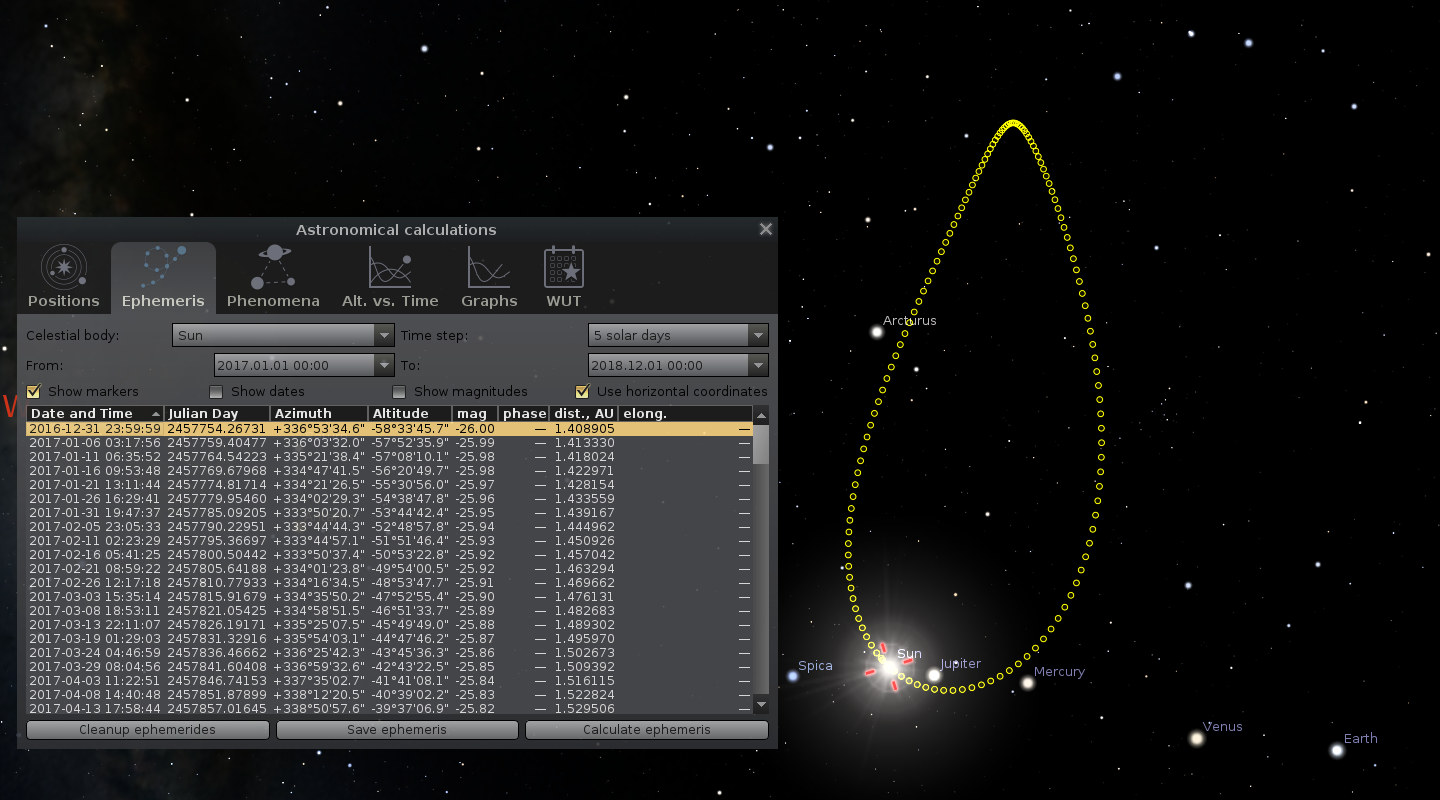 Astronomical calculations
Positions Ephemeris Phenomena Alt. vs. Time Graphs WUT
Celestial body: Sun Time step: 5 solar days
From: 2017.01.01 00:00 To: 2018.12.01 00:00
Show markers Show dates Show magnitudes Use horizontal coordinates
W
Date and Time Julian Day Azimuth Altitude mag phase dist., AU elong.
2016-12-31 23:59:59 2457754.26731 +336°53'34.6" -58°33'45.7" -26.00 — 1.408905 —
2017-01-06 03:17:56 2457759.40477 +336°03'32.0" -57°52'35.9" -25.99 — 1.413330 —
2017-01-11 06:35:52 2457764.54223 +335°21'38.4" -57°08'10.1" -25.98 — 1.418024 —
2017-01-16 09:53:48 2457769.67968 +334°47'41.5" -56°20'49.7" -25.98 — 1.422971 —
2017-01-21 13:11:44 2457774.81714 +334°21'26.5" -55°30'56.0" -25.97 — 1.428154 —
2017-01-26 16:29:41 2457779.95460 +334°02'29.3" -54°38'47.8" -25.96 — 1.433559 —
2017-01-31 19:47:37 2457785.09205 +333°50'20.7" -53°44'42.4" -25.95 — 1.439167 —
2017-02-05 23:05:33 2457790.22951 +333°44'44.3" -52°48'57.8" -25.94 — 1.444962 —
2017-02-11 02:23:29 2457795.36697 +333°44'57.1" -51°51'46.4" -25.93 — 1.450926 —
2017-02-16 05:41:25 2457800.50442 +333°50'37.4" -50°53'22.8" -25.92 — 1.457042 —
2017-02-21 08:59:22 2457805.64188 +334°01'23.8" -49°54'00.5" -25.92 — 1.463294 —
2017-02-26 12:17:18 2457810.77933 +334°16'34.5" -48°53'47.7" -25.91 — 1.469662 —
2017-03-03 15:35:14 2457815.91679 +334°35'50.2" -47°52'55.4" -25.90 — 1.476131 —
2017-03-08 18:53:11 2457821.05425 +334°58'51.5" -46°51'33.7" -25.89 — 1.482683 —
2017-03-13 22:11:07 2457826.19171 +335°25'07.5" -45°49'49.0" -25.88 — 1.489302 —
2017-03-19 01:29:03 2457831.32916 +335°54'03.1" -44°47'46.2" -25.87 — 1.495970 —
2017-03-24 04:46:59 2457836.46662 +336°25'42.3" -43°45'36.3" -25.86 — 1.502673 —
2017-03-29 08:04:56 2457841.60408 +336°59'32.6" -42°43'22.5" -25.85 — 1.509392 —
2017-04-03 11:22:51 2457846.74153 +337°35'02.7" -41°41'08.1" -25.84 — 1.516115 —
2017-04-08 14:40:48 2457851.87899 +338°12'20.5" -40°39'02.2" -25.83 — 1.522824 —
2017-04-13 17:58:44 2457857.01645 +338°50'57.6" -39°37'06.9" -25.82 — 1.529506 —
Cleanup ephemerides Save ephemeris Calculate ephemeris
Arcturus
Sun
Spica
Jupiter
Mercury
Venus
Earth